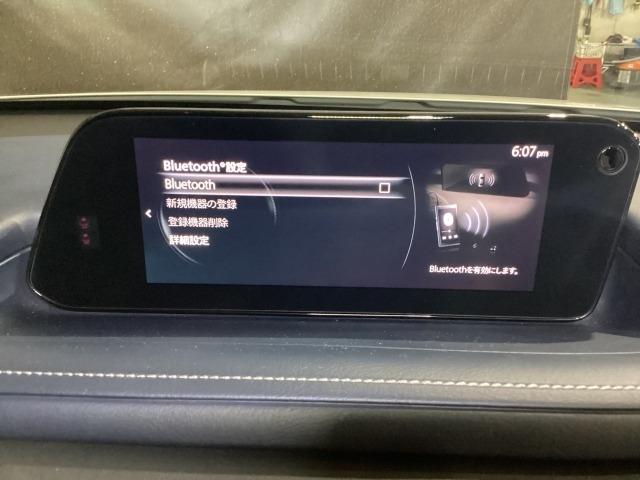 6:07 pm
Bluetooth®設定
Bluetooth
新規機器の登録
登録機器削除
詳細設定
Bluetoothを有効にします。